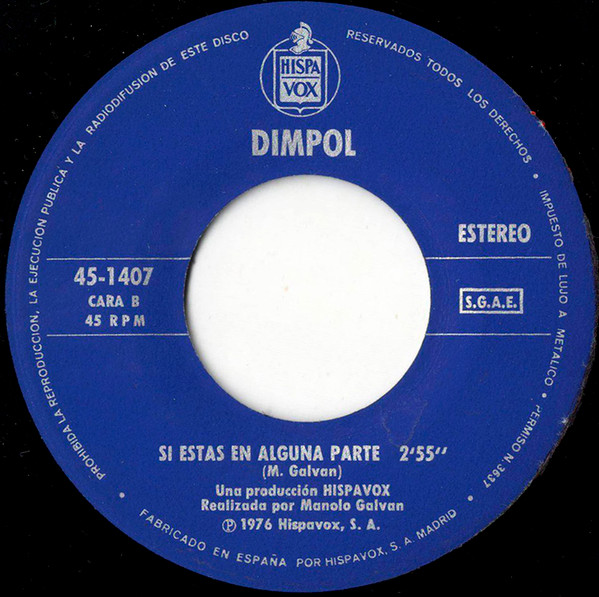 HISPA
VOX
DIMPOL
ESTEREO
45-1407
CARA B
45 RPM
S.G.A.E.
SI ESTAS EN ALGUNA PARTE 2'55"
(M. Galvan)
Una producción HISPAVOX
Realizada por Manolo Galvan
Ⓟ 1976 Hispavox, S. A.
PROHIBIDA LA REPRODUCCION, LA EJECUCION PUBLICA Y LA RADIODIFUSION DE ESTE DISCO
RESERVADOS TODOS LOS DERECHOS • IMPUESTO DE LUJO A METALICO • PERMISO N 3637
• FABRICADO EN ESPAÑA POR HISPAVOX, S. A. MADRID •